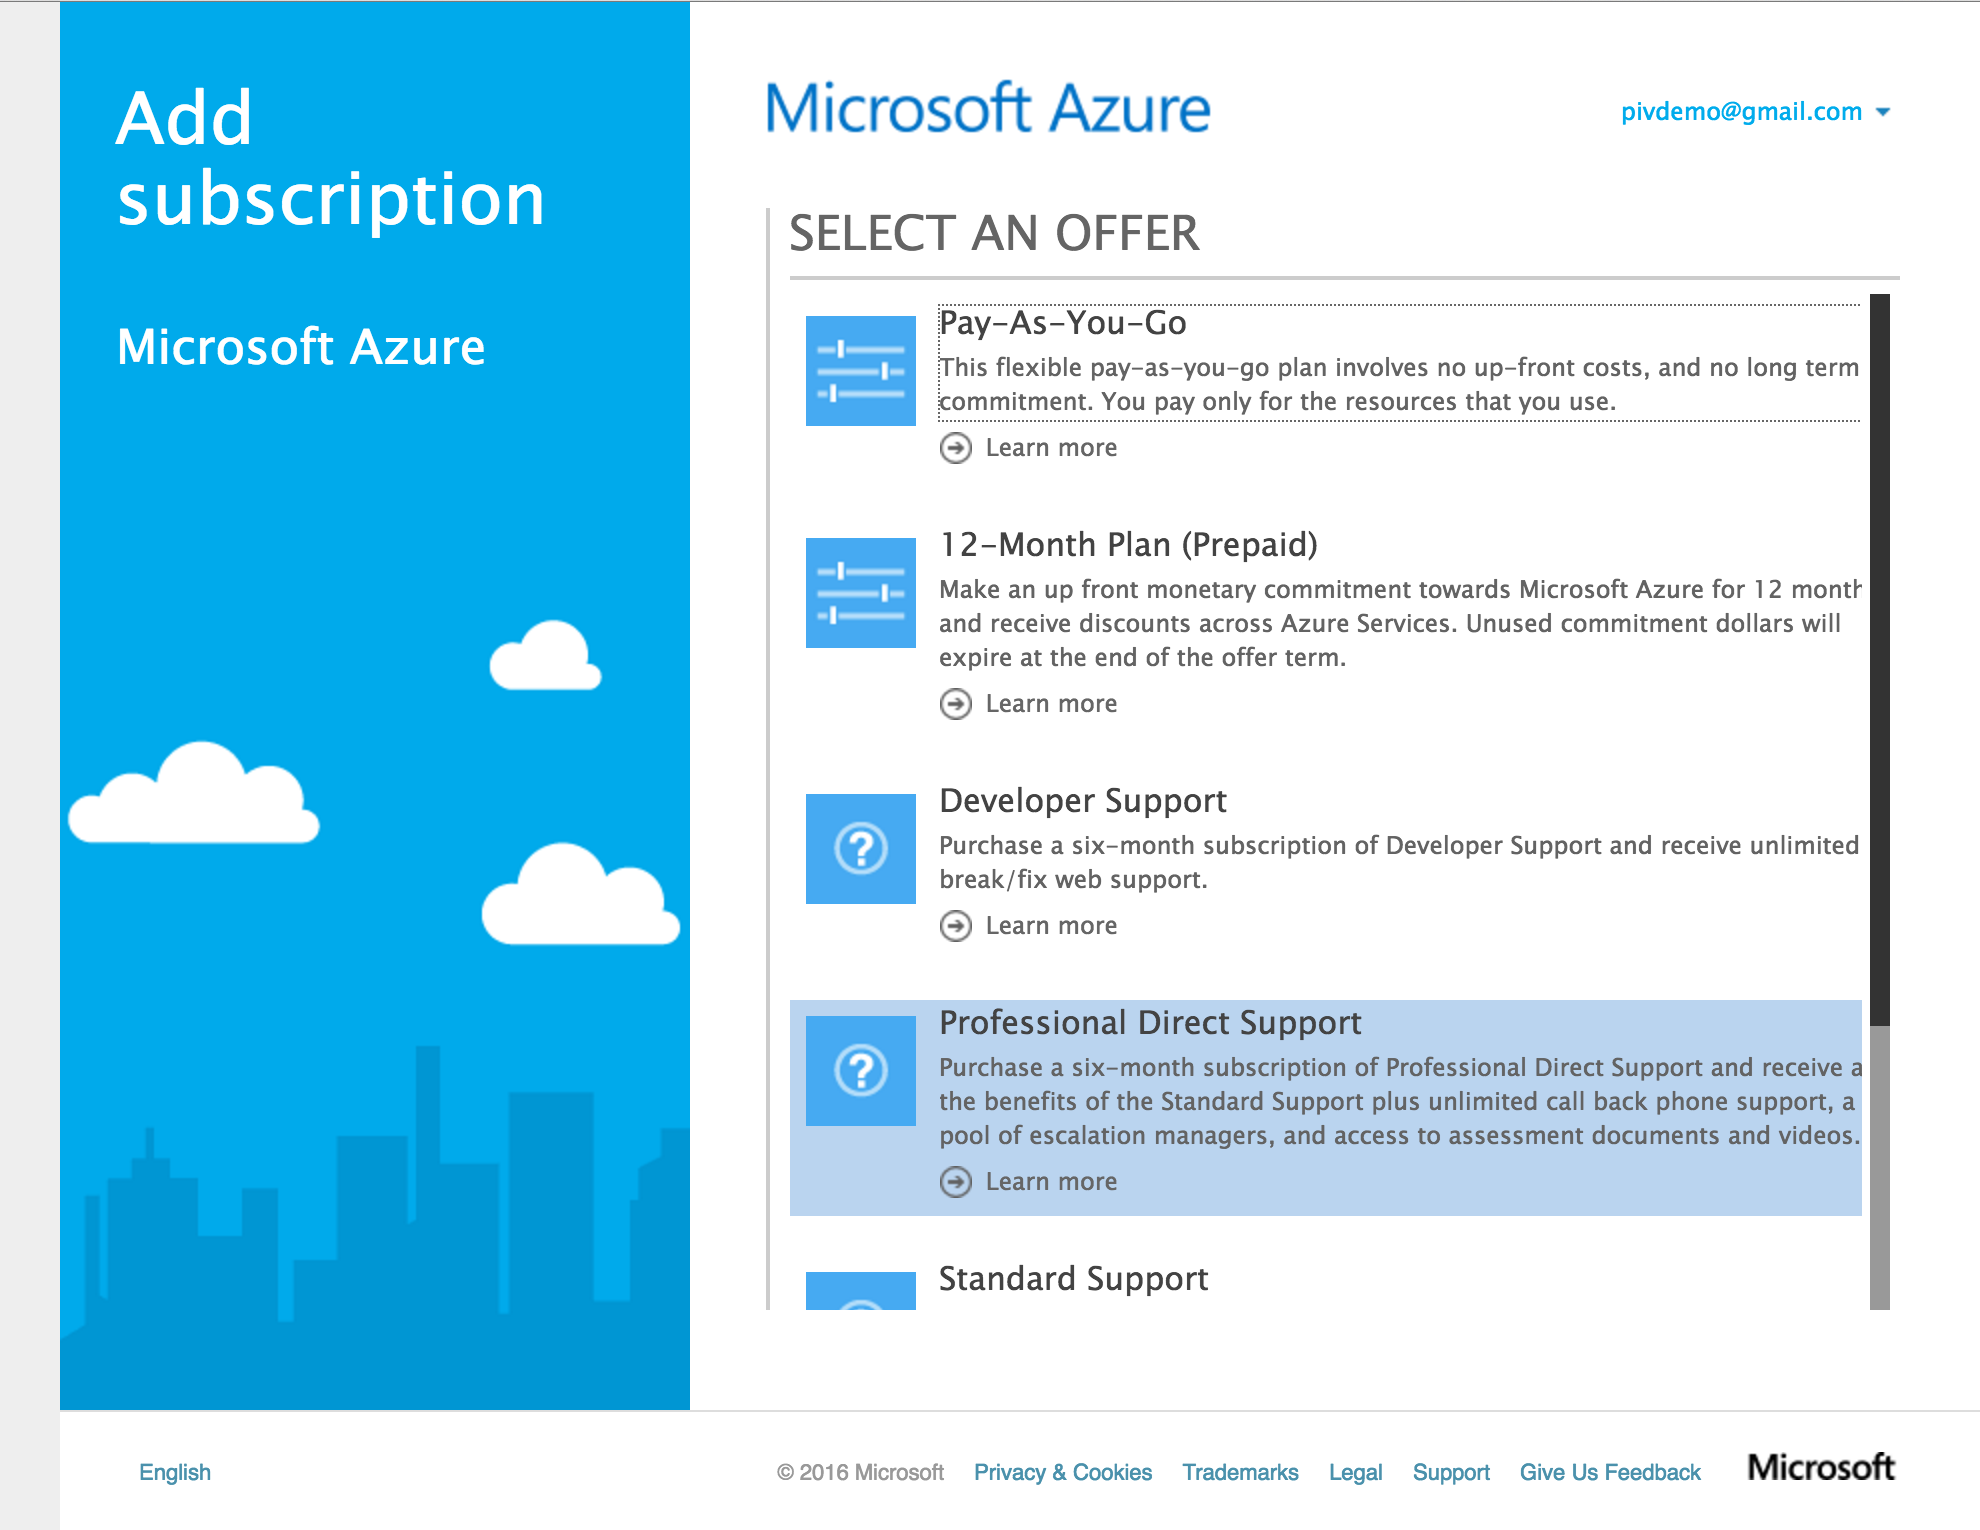 Add
subscription
Microsoft Azure
Microsoft Azure
pivdemo@gmail.com
SELECT AN OFFER
Pay-As-You-Go
This flexible pay-as-you-go plan involves no up-front costs, and no long term
commitment. You pay only for the resources that you use.
Learn more
12-Month Plan (Prepaid)
Make an up front monetary commitment towards Microsoft Azure for 12 month
and receive discounts across Azure Services. Unused commitment dollars will
expire at the end of the offer term.
Learn more
Developer Support
Purchase a six-month subscription of Developer Support and receive unlimited
break/fix web support.
Learn more
Professional Direct Support
Purchase a six-month subscription of Professional Direct Support and receive a
the benefits of the Standard Support plus unlimited call back phone support, a
pool of escalation managers, and access to assessment documents and videos.
Learn more
Standard Support
English
© 2016 Microsoft Privacy & Cookies Trademarks Legal Support Give Us Feedback Microsoft